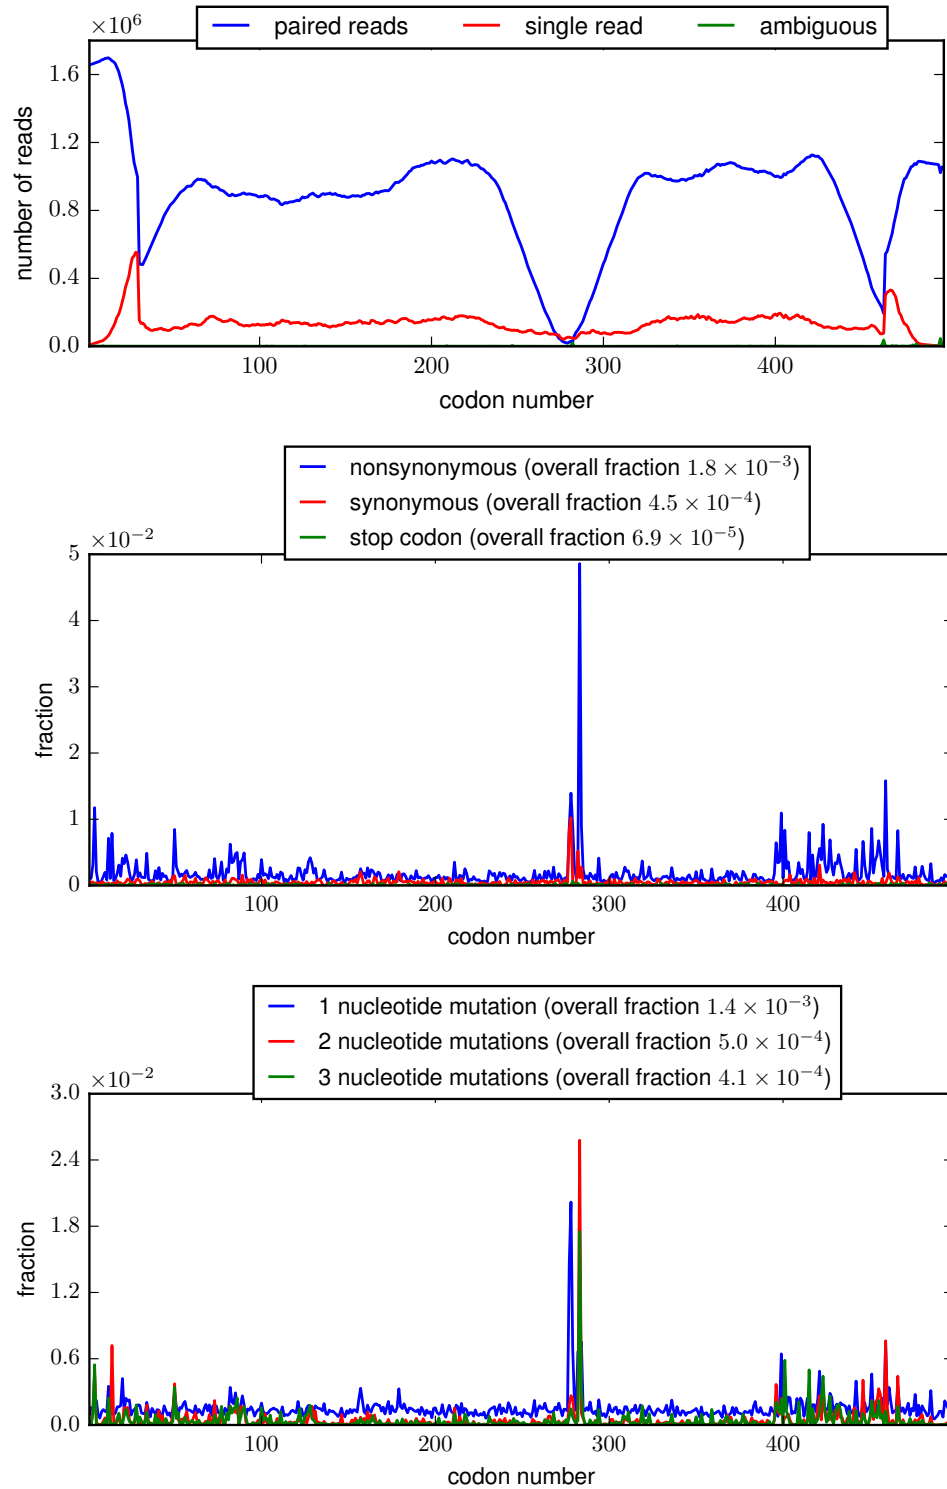 paired reads single read ambiguous
×10⁶
1.6
1.2
0.8
0.4
0.0
number of reads
100 200 300 400
codon number
nonsynonymous (overall fraction 1.8 × 10⁻³)
synonymous (overall fraction 4.5 × 10⁻⁴)
stop codon (overall fraction 6.9 × 10⁻⁵)
×10⁻²
5
4
3
2
1
0
fraction
100 200 300 400
codon number
1 nucleotide mutation (overall fraction 1.4 × 10⁻³)
2 nucleotide mutations (overall fraction 5.0 × 10⁻⁴)
3 nucleotide mutations (overall fraction 4.1 × 10⁻⁴)
×10⁻²
3.0
2.4
1.8
1.2
0.6
0.0
fraction
100 200 300 400
codon number